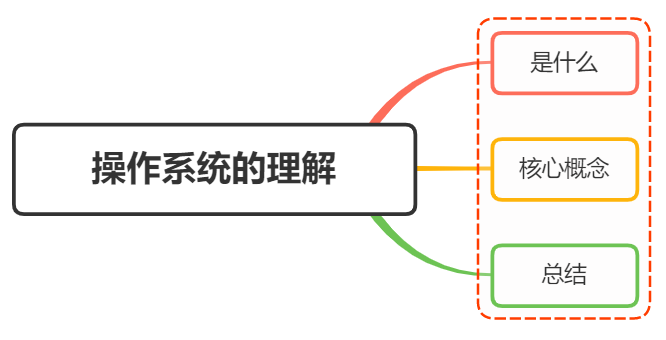 操作系统的理解
是什么
核心概念
总结